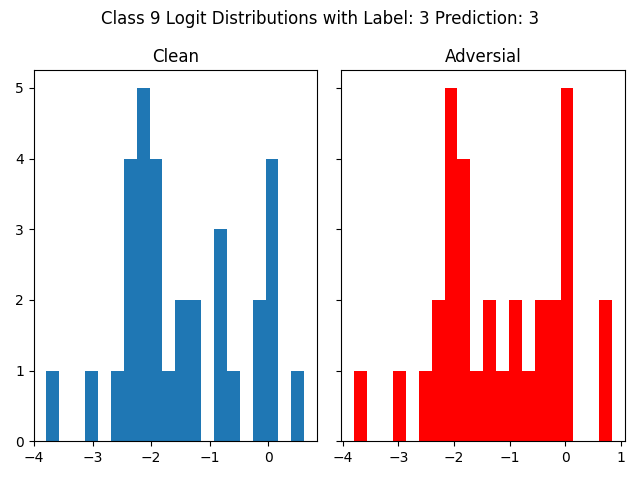 Class 9 Logit Distributions with Label: 3 Prediction: 3
Clean
Adversial
5
4
3
2
1
0
−4 −3 −2 −1 0
−4 −3 −2 −1 0 1